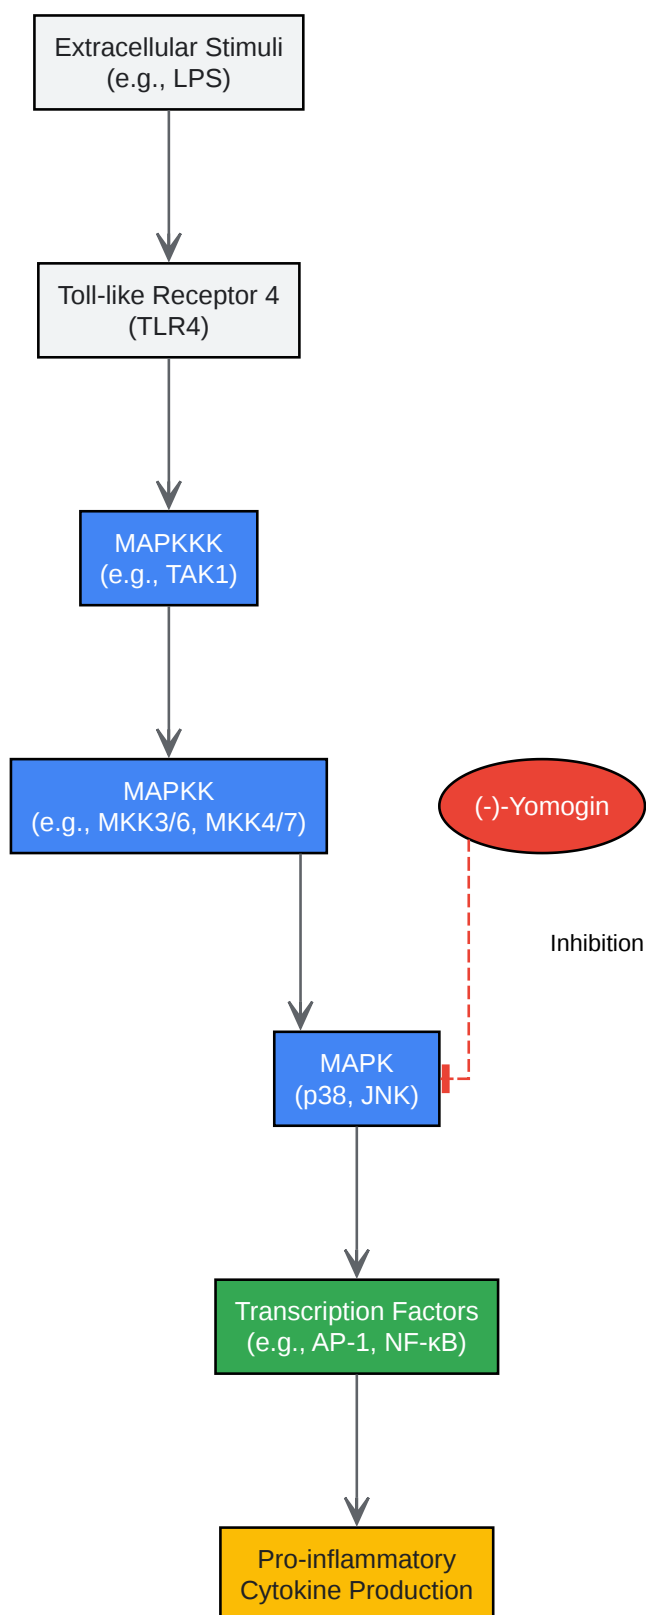 Extracellular Stimuli
(e.g., LPS)
Toll-like Receptor 4
(TLR4)
MAPKKK
(e.g., TAK1)
MAPKK
(e.g., MKK3/6, MKK4/7)
(-)-Yomogin
Inhibition
MAPK
(p38, JNK)
Transcription Factors
(e.g., AP-1, NF-κB)
Pro-inflammatory
Cytokine Production